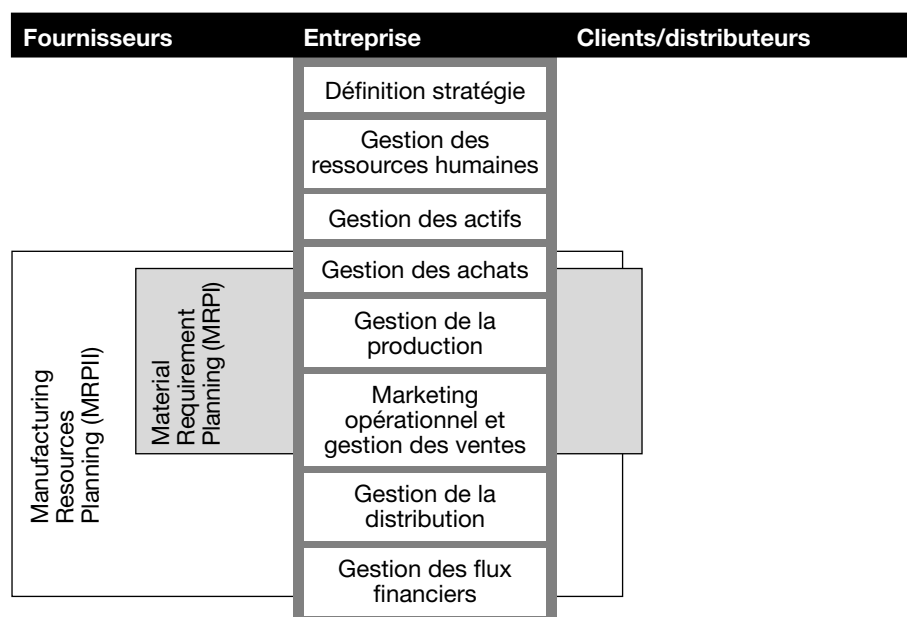 Fournisseurs
Entreprise
Clients/distributeurs
Définition stratégie
Gestion des
ressources humaines
Gestion des actifs
Gestion des achats
Gestion de la
production
Marketing
opérationnel et
gestion des ventes
Gestion de la
distribution
Gestion des flux
financiers
Manufacturing
Resources
Planning (MRPII)
Material
Requirement
Planning (MRPI)